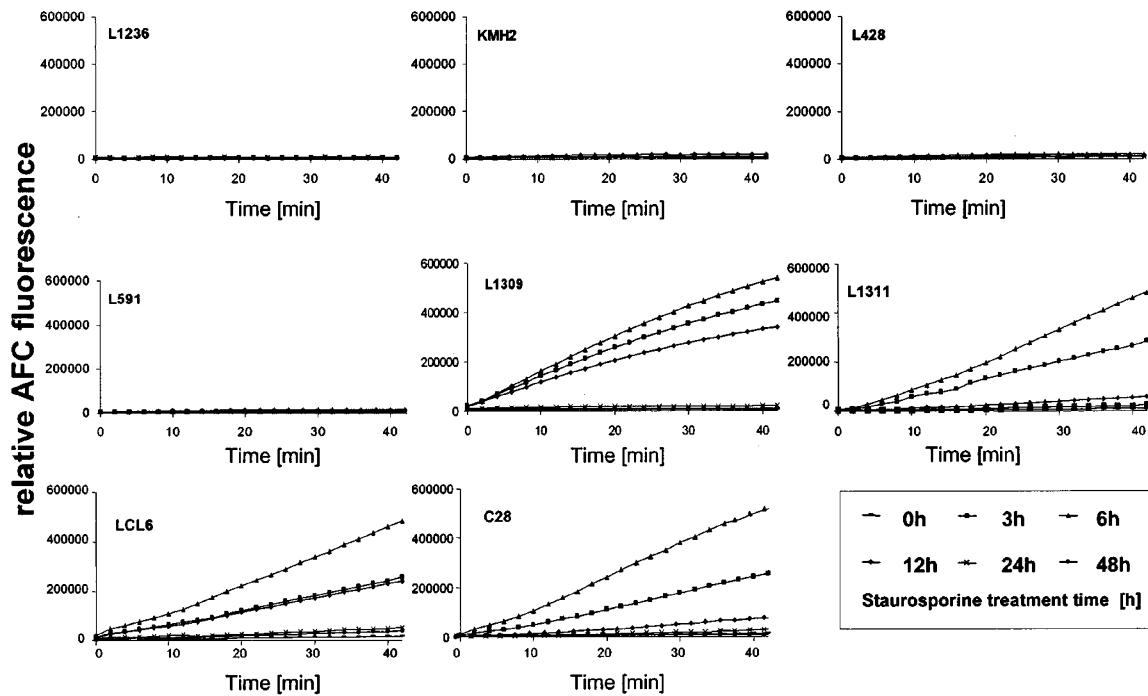 relative AFC fluorescence
L1236
600000
400000
200000
0
0 10 20 30 40
Time [min]
KMH2
600000
400000
200000
0
0 10 20 30 40
Time [min]
L428
600000
400000
200000
0
0 10 20 30 40
Time [min]
L591
600000
400000
200000
0
0 10 20 30 40
Time [min]
L1309
600000
400000
200000
0
0 10 20 30 40
Time [min]
L1311
600000
400000
200000
0
0 10 20 30 40
Time [min]
LCL6
600000
400000
200000
0
0 10 20 30 40
Time [min]
C28
600000
400000
200000
0
0 10 20 30 40
Time [min]
0h 3h 6h
12h 24h 48h
Staurosporine treatment time [h]